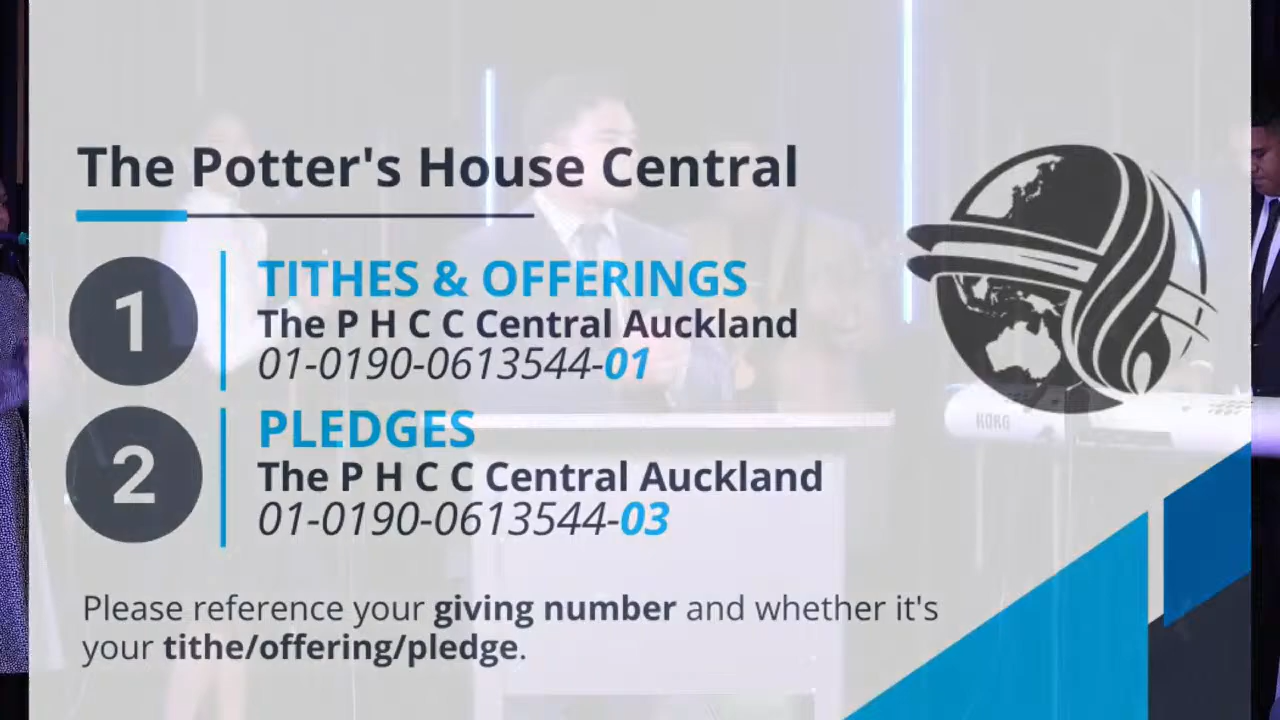 The Potter's House Central
1
TITHES & OFFERINGS
The P H C C Central Auckland
01-0190-0613544-01
2
PLEDGES
The P H C C Central Auckland
01-0190-0613544-03
KORG
Please reference your giving number and whether it's
your tithe/offering/pledge.